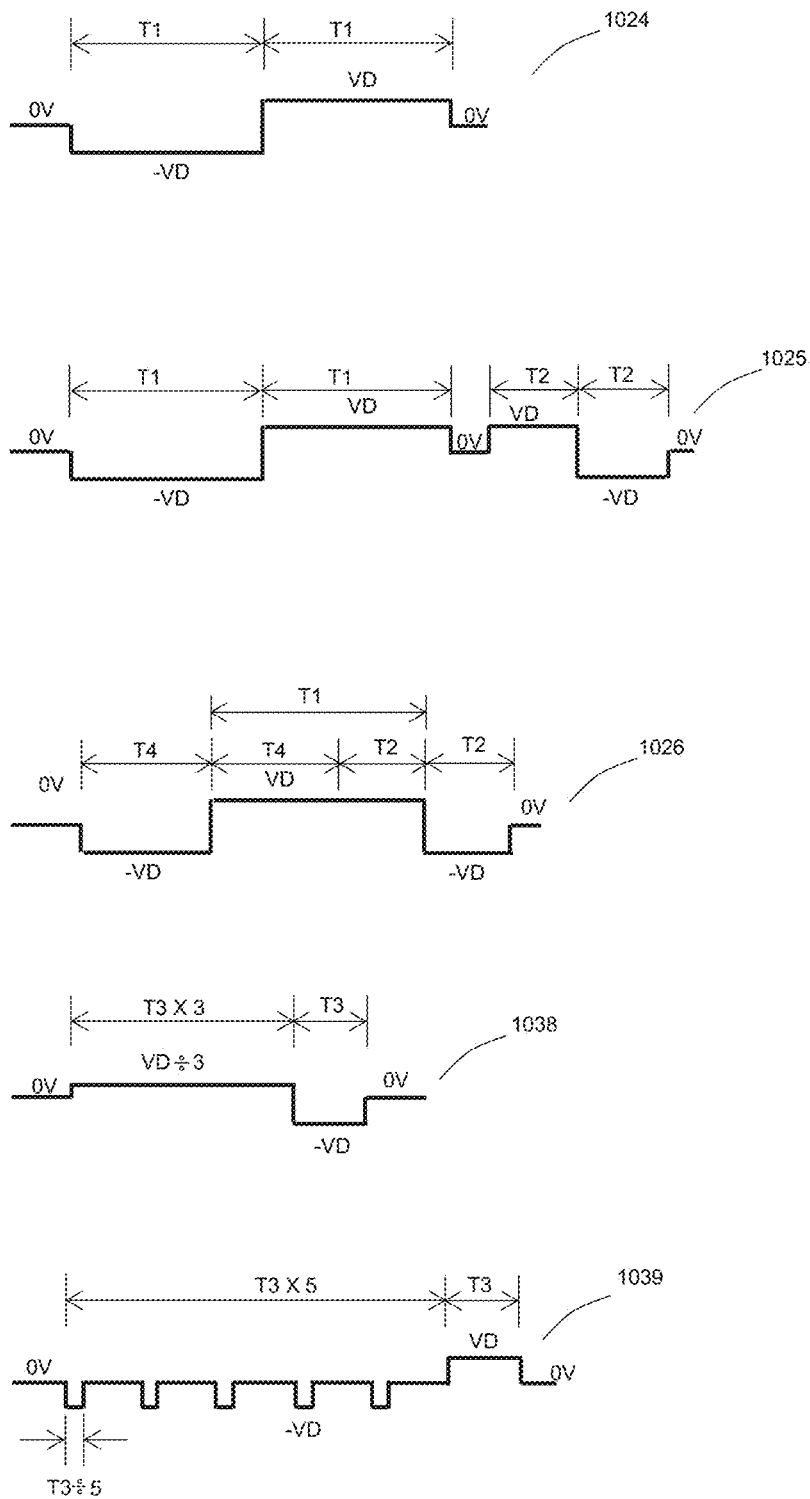 1024
T1 T1
VD
0V 0V
-VD
1025
T1 T1 T2 T2
VD VD
0V 0V 0V
-VD -VD
T1
1026
T4 T4 T2 T2
0V VD 0V
-VD -VD
T3 X 3 T3
1038
VD÷3
0V 0V
-VD
T3 X 5 T3
1039
VD
0V 0V
-VD
T3÷5